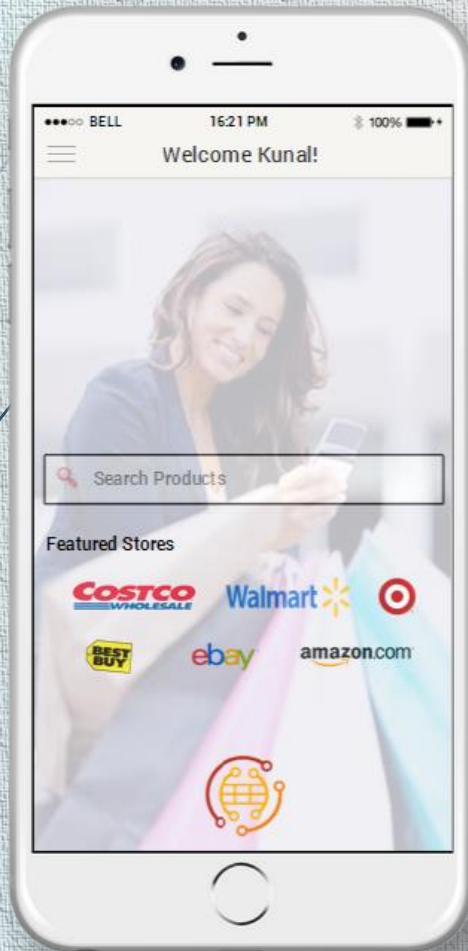 BELL 16:21 PM 100%
Welcome Kunal!
Search Products
Featured Stores
COSTCO
WHOLESALE
Walmart
BEST
BUY
ebay
amazon.com